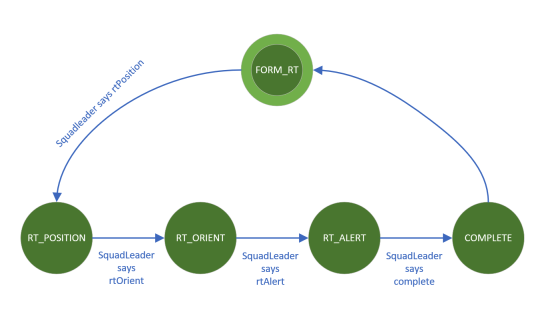 FORM_RT
Squadleader says rtPosition
RT_POSITION
RT_ORIENT
RT_ALERT
COMPLETE
SquadLeader
says
rtOrient
SquadLeader
says
rtAlert
SquadLeader
says
complete